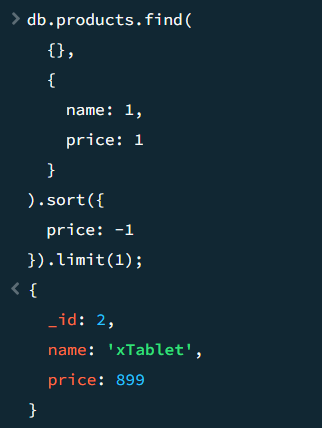 > db.products.find(
{},
{
name: 1,
price: 1
}
).sort({
price: -1
}).limit(1);
< {
_id: 2,
name: 'xTablet',
price: 899
}